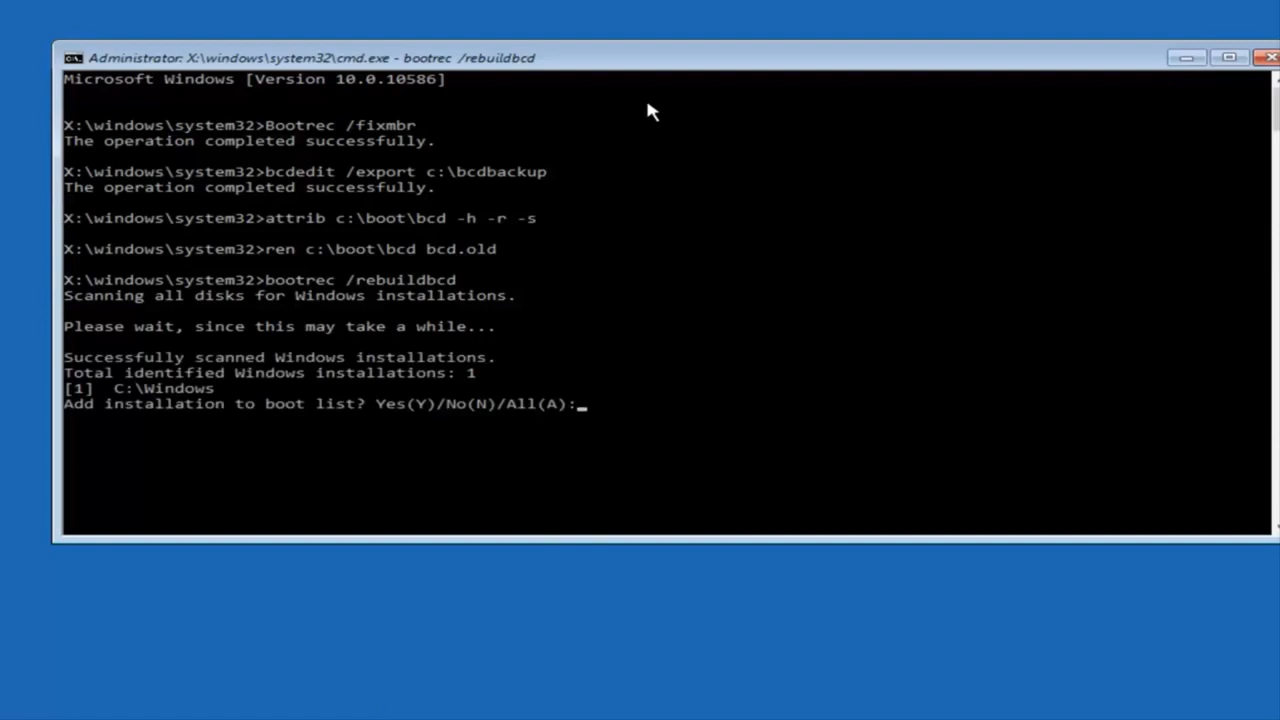 Administrator: X:\windows\system32\cmd.exe - bootrec /rebuildbcd
Microsoft Windows [Version 10.0.10586]
X:\windows\system32>Bootrec /fixmbr
The operation completed successfully.
X:\windows\system32>bcdedit /export c:\bcdbackup
The operation completed successfully.
X:\windows\system32>attrib c:\boot\bcd -h -r -s
X:\windows\system32>ren c:\boot\bcd bcd.old
X:\windows\system32>bootrec /rebuildbcd
Scanning all disks for Windows installations.
Please wait, since this may take a while...
Successfully scanned Windows installations.
Total identified Windows installations: 1
[1]  C:\Windows
Add installation to boot list? Yes(Y)/No(N)/All(A):